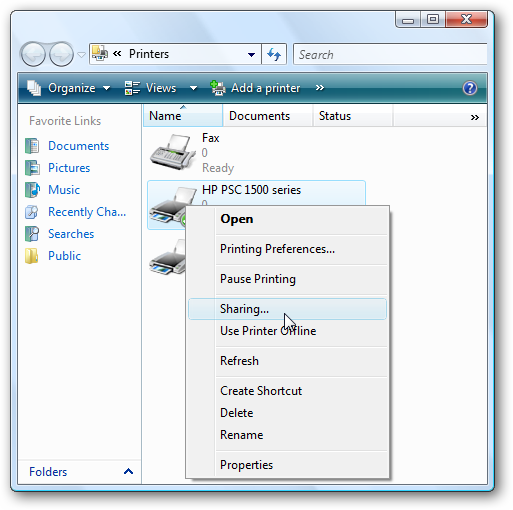 « Printers
Search
Organize Views Add a printer »
Favorite Links
Documents
Pictures
Music
Recently Cha...
Searches
Public
Folders
Name Documents Status »
Fax
0
Ready
HP PSC 1500 series
0
Open
Printing Preferences...
Pause Printing
Sharing...
Use Printer Offline
Refresh
Create Shortcut
Delete
Rename
Properties